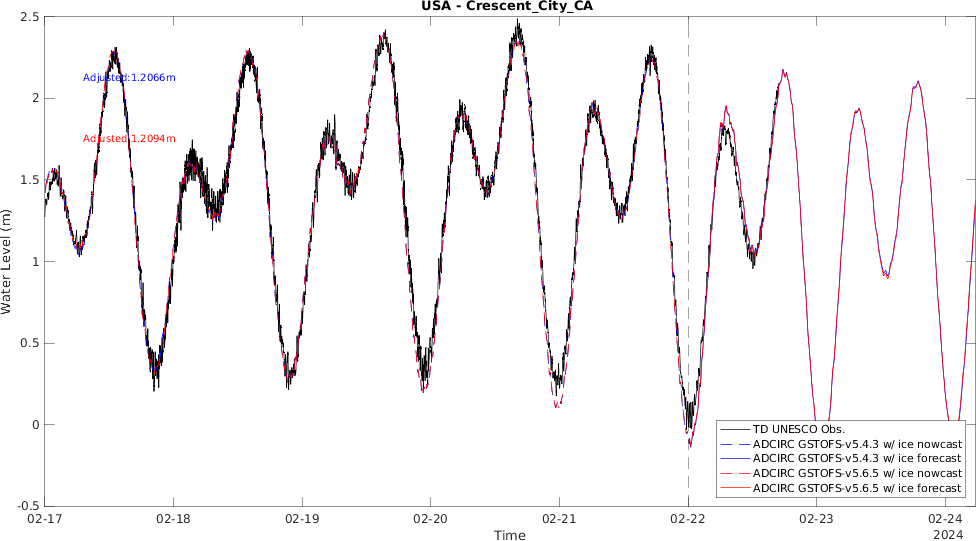 USA - Crescent_City_CA
2.5
Adjusted:1.2066m
2
Adjusted:1.2094m
1.5
Water Level (m)
1
0.5
0
-0.5
TD UNESCO Obs.
ADCIRC GSTOFS-v5.4.3 w/ ice nowcast
ADCIRC GSTOFS-v5.4.3 w/ ice forecast
ADCIRC GSTOFS-v5.6.5 w/ ice nowcast
ADCIRC GSTOFS-v5.6.5 w/ ice forecast
02-17 02-18 02-19 02-20 02-21 02-22 02-23 02-24
2024
Time